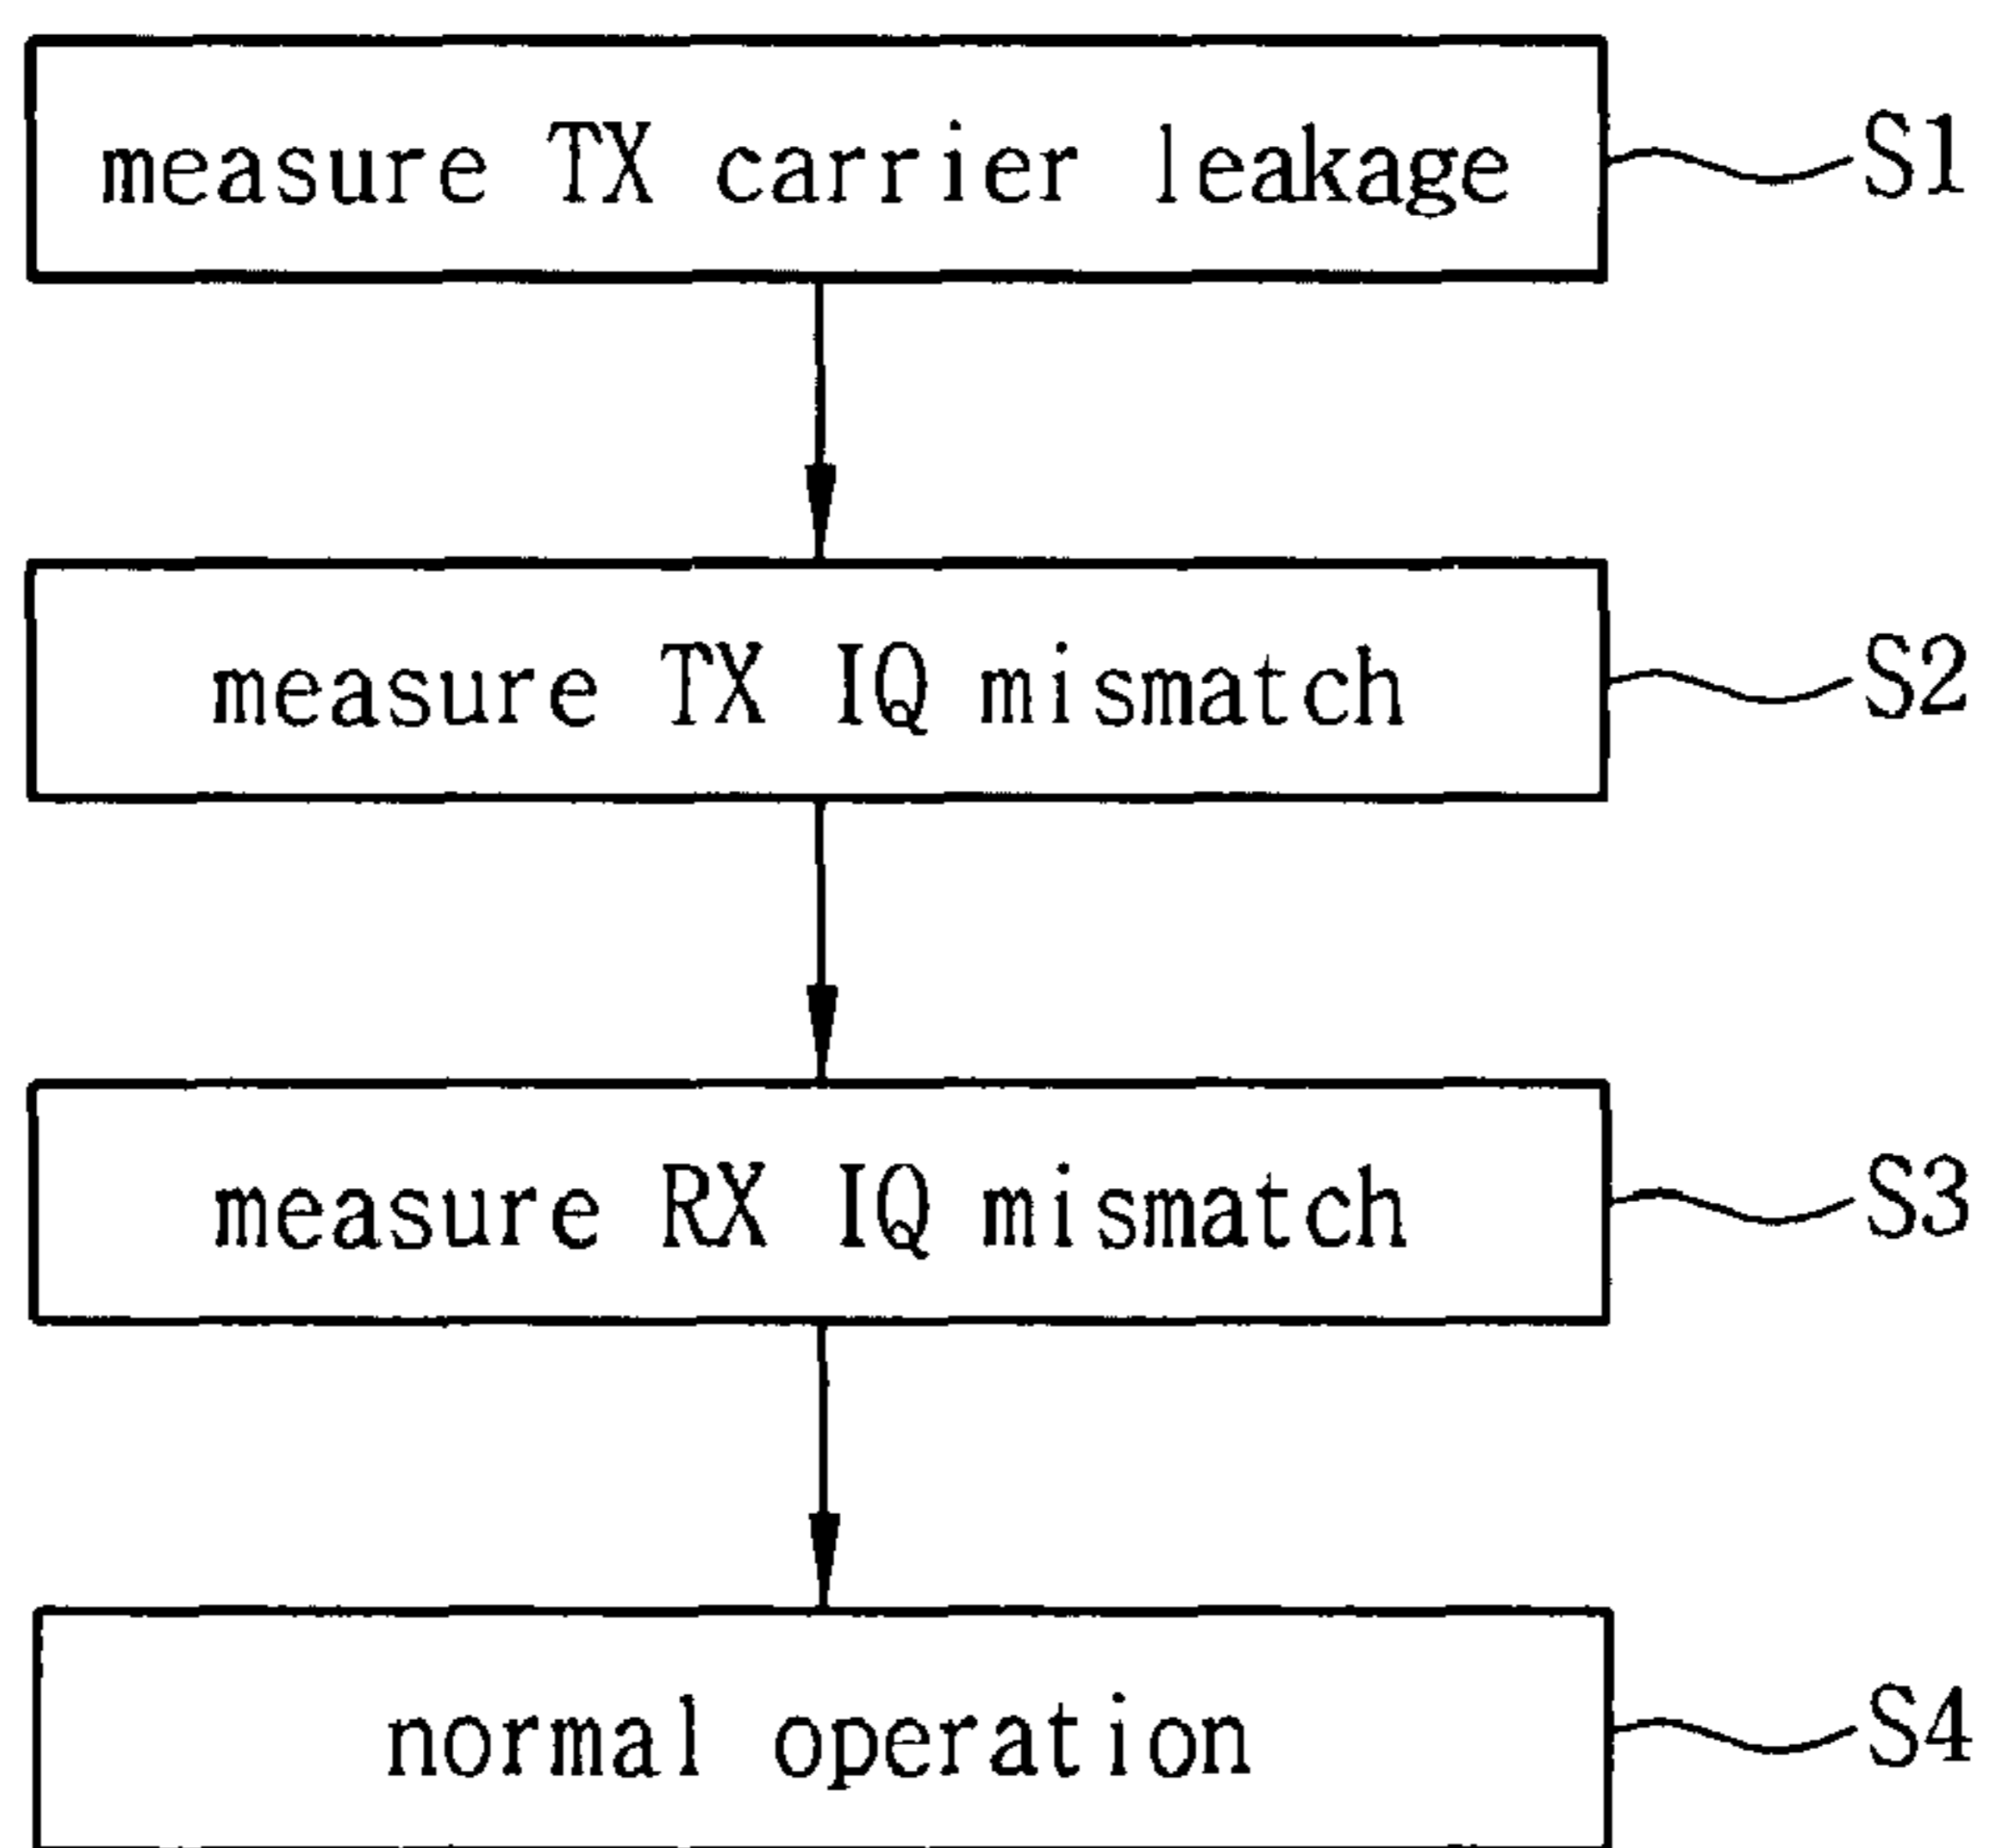 measure TX carrier leakage S1
measure TX IQ mismatch S2
measure RX IQ mismatch S3
normal operation S4